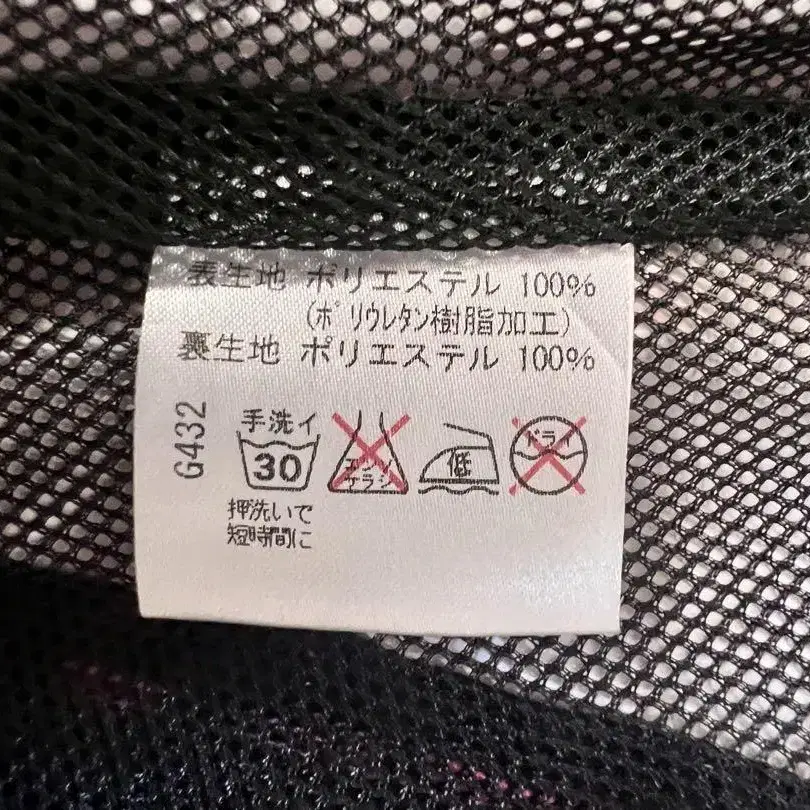 表生地 ポリエステル 100%
(ポリウレタン樹脂加工)
裏生地 ポリエステル 100%
G432
手洗イ
30
エンソ
サラシ
低
ドライ
押洗いで
短時間に